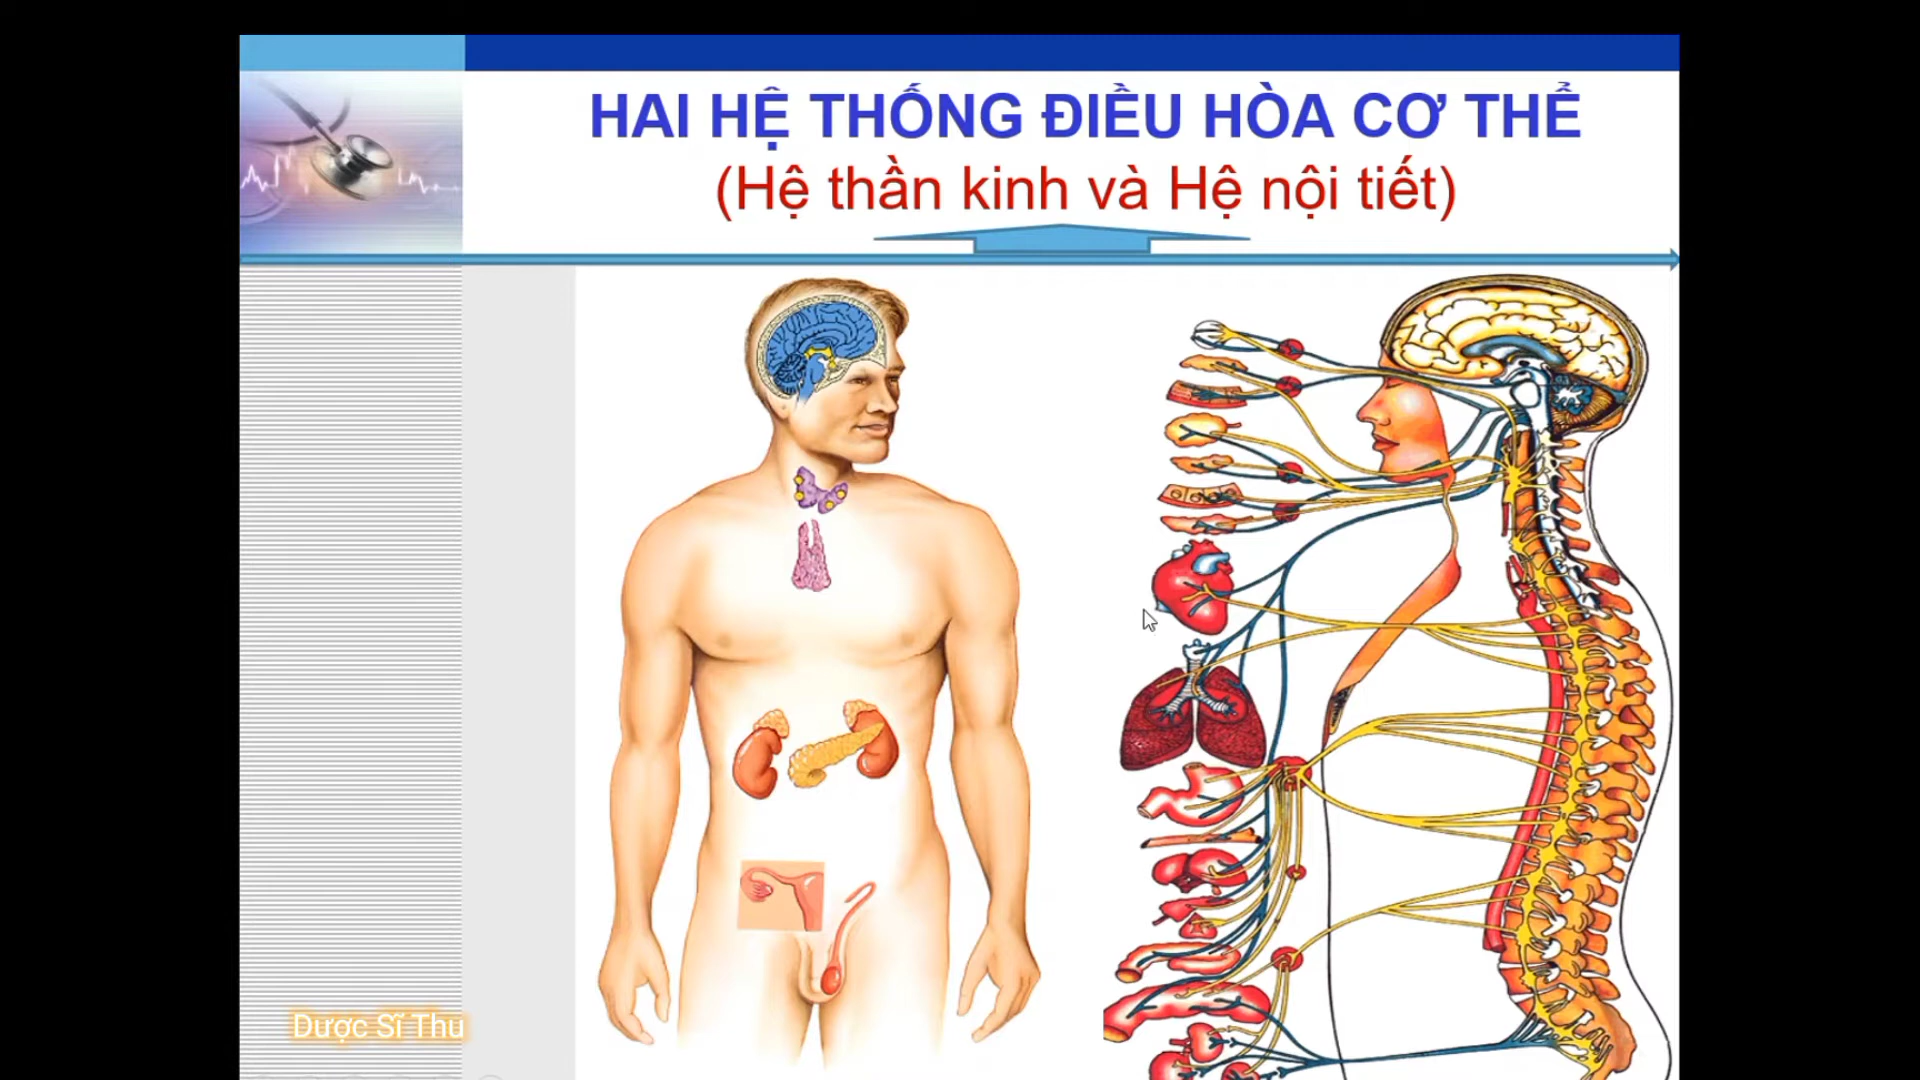 HAI HỆ THỐNG ĐIỀU HÒA CƠ THỂ
(Hệ thần kinh và Hệ nội tiết)
Dược Sĩ Thu